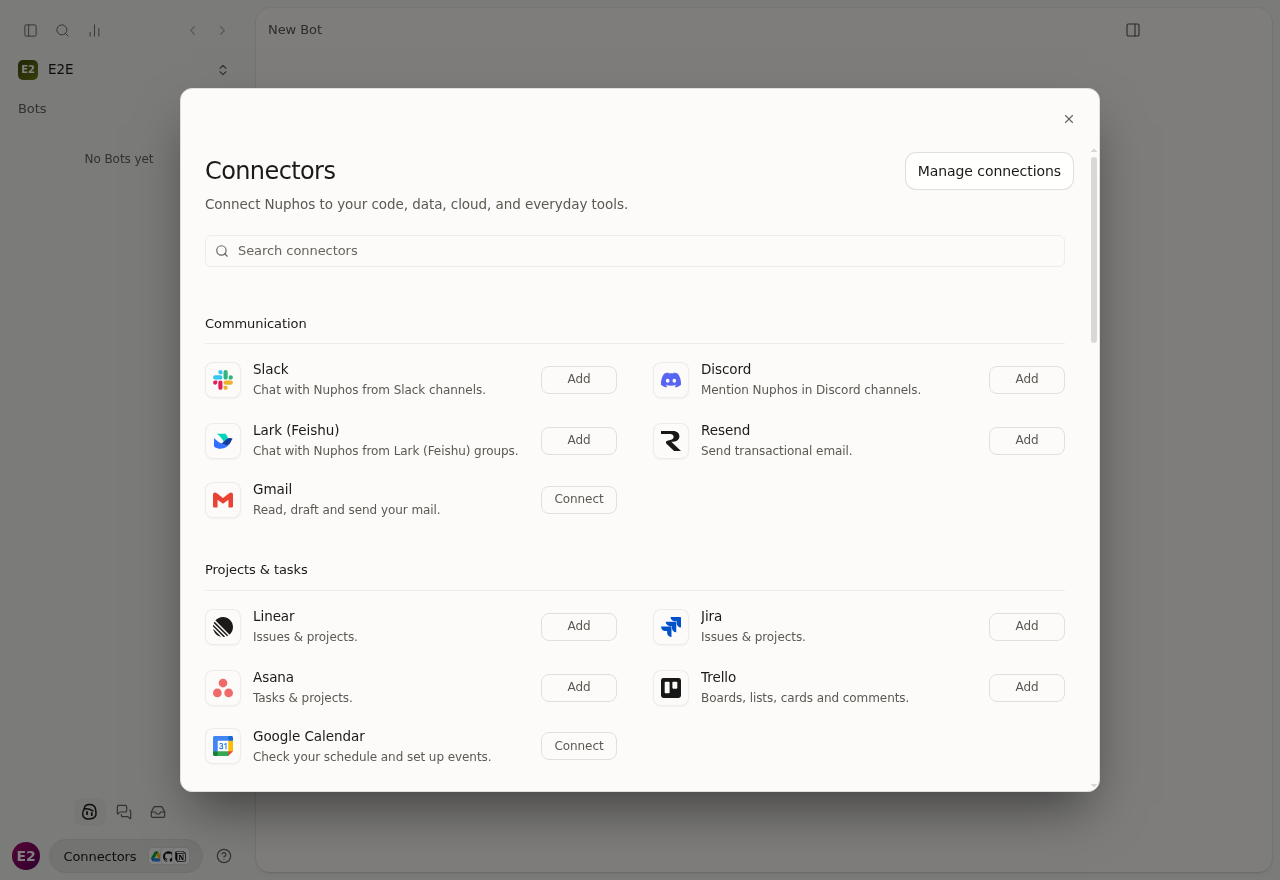 New Bot
E2 E2E
Bots
No Bots yet
Connectors
Manage connections
Connect Nuphos to your code, data, cloud, and everyday tools.
Search connectors
Communication
Slack
Chat with Nuphos from Slack channels.
Add
Discord
Mention Nuphos in Discord channels.
Add
Lark (Feishu)
Chat with Nuphos from Lark (Feishu) groups.
Add
Resend
Send transactional email.
Add
Gmail
Read, draft and send your mail.
Connect
Projects & tasks
Linear
Issues & projects.
Add
Jira
Issues & projects.
Add
Asana
Tasks & projects.
Add
Trello
Boards, lists, cards and comments.
Add
31
Google Calendar
Check your schedule and set up events.
Connect
E2
Connectors